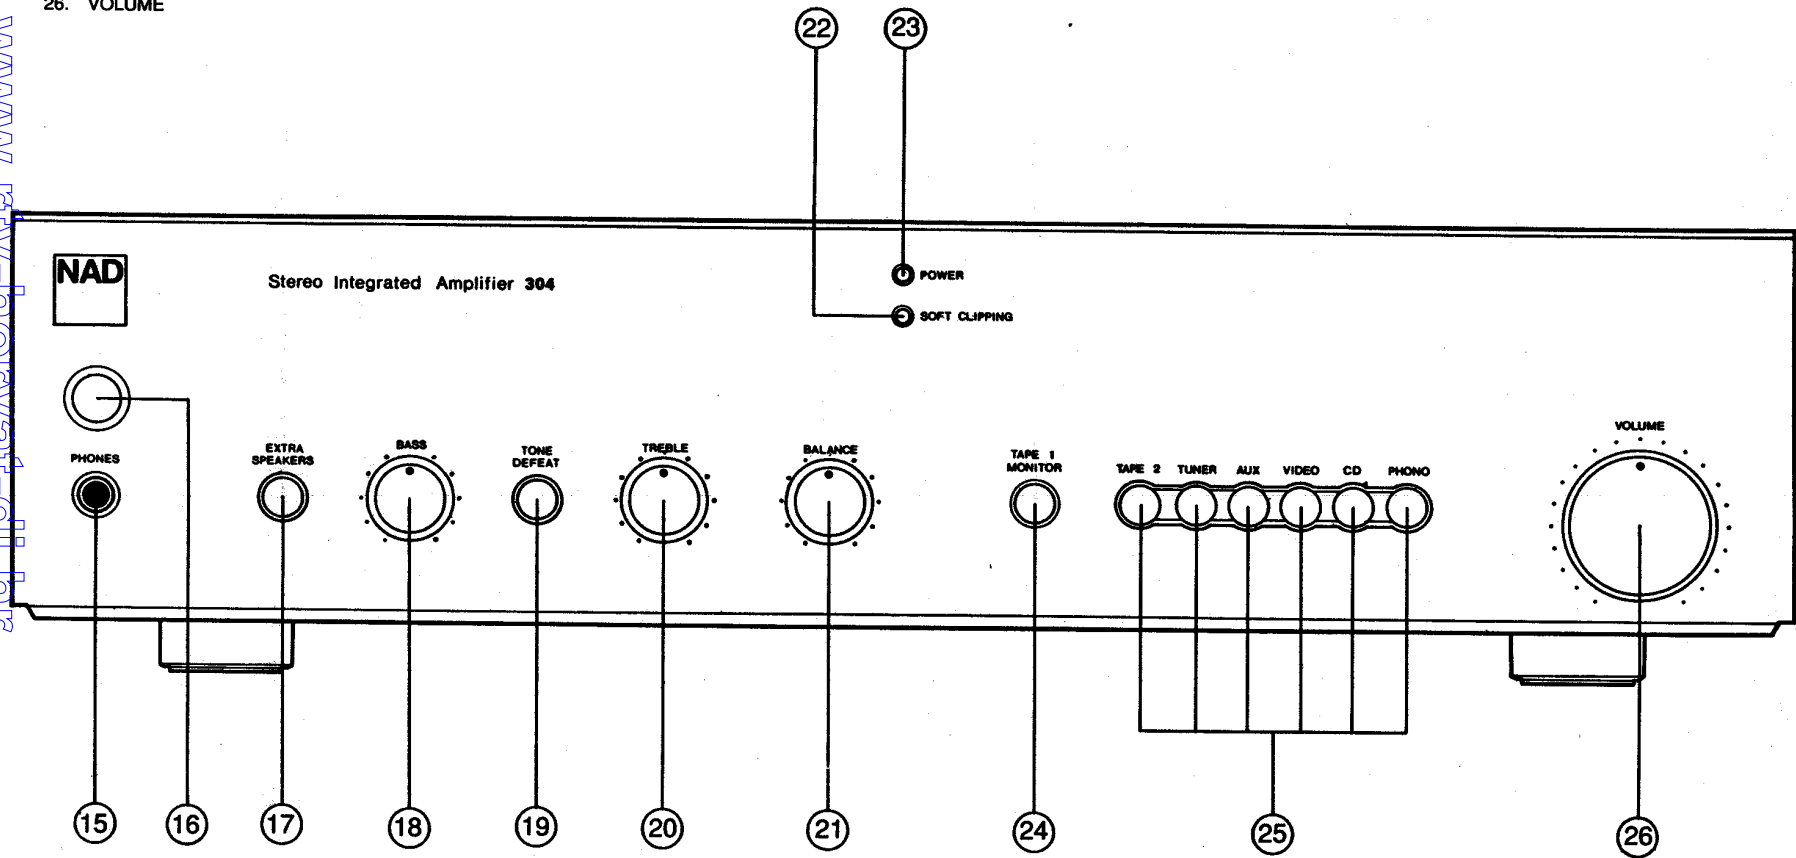 26. VOLUME
22 23
NAD
Stereo Integrated Amplifier 304
POWER
SOFT CLIPPING
PHONES
EXTRA
SPEAKERS
BASS
TONE
DEFEAT
TREBLE
BALANCE
TAPE 1
MONITOR
TAPE 2 TUNER AUX VIDEO CD PHONO
VOLUME
15 16 17 18 19 20 21 24 25 26